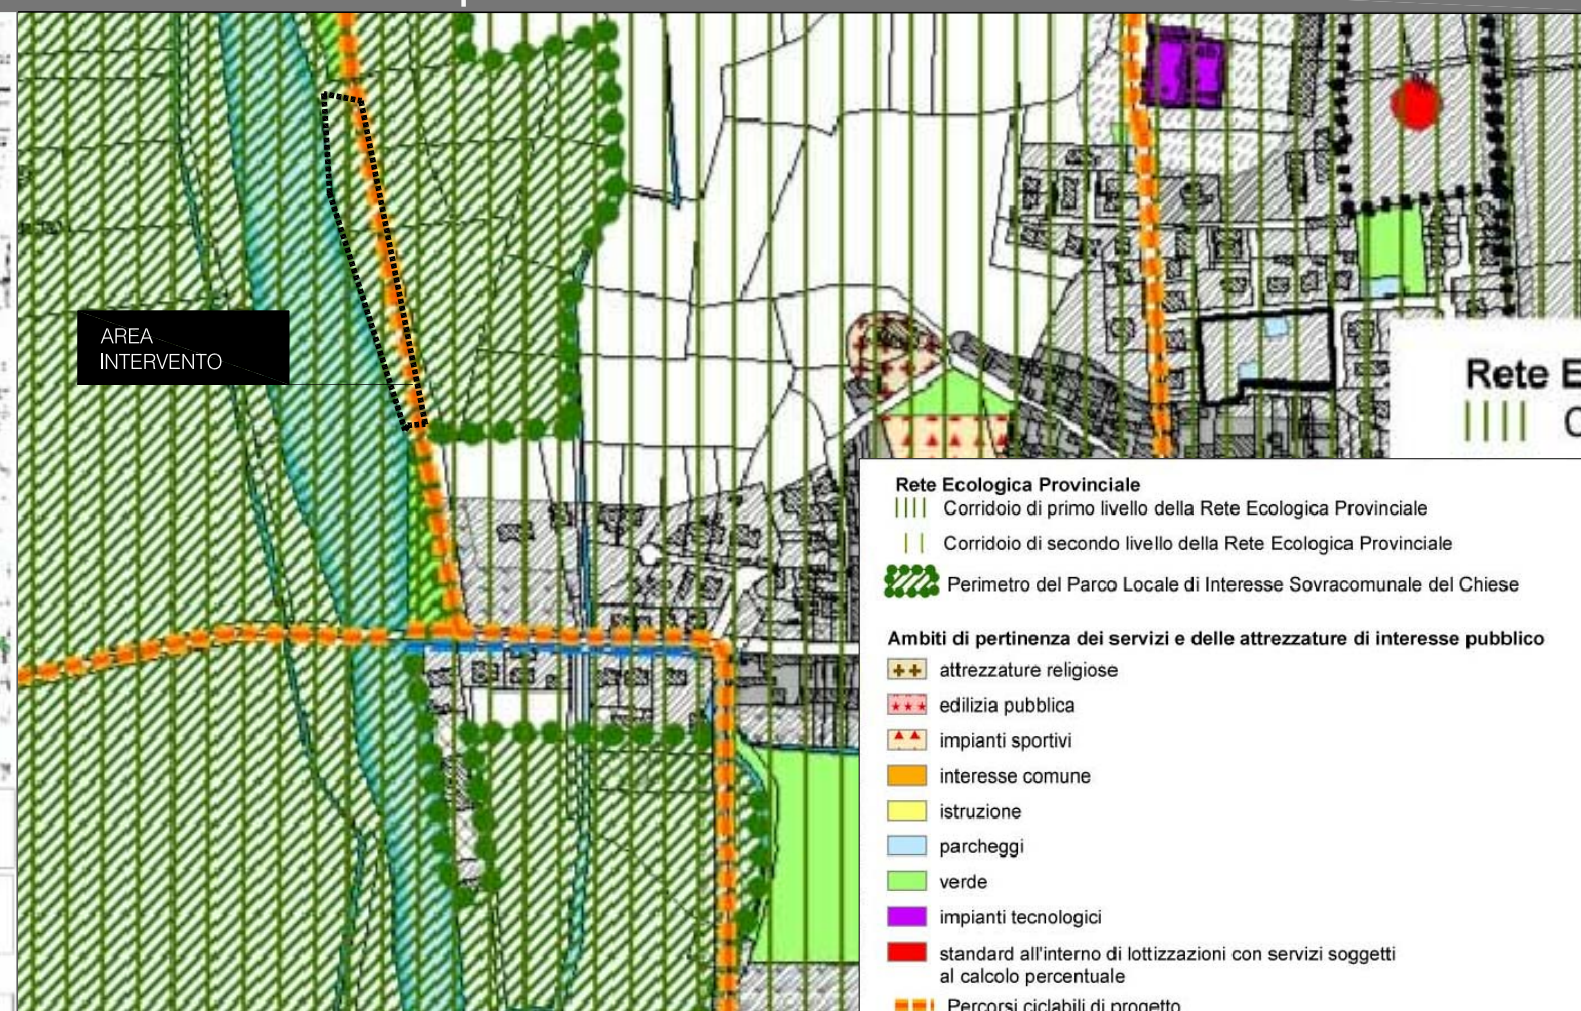 AREA
INTERVENTO
Rete E
Rete Ecologica Provinciale
Corridoio di primo livello della Rete Ecologica Provinciale
Corridoio di secondo livello della Rete Ecologica Provinciale
Perimetro del Parco Locale di Interesse Sovracomunale del Chiese
Ambiti di pertinenza dei servizi e delle attrezzature di interesse pubblico
attrezzature religiose
edilizia pubblica
impianti sportivi
interesse comune
istruzione
parcheggi
verde
impianti tecnologici
standard all'interno di lottizzazioni con servizi soggetti
al calcolo percentuale
Percorsi ciclabili di progetto